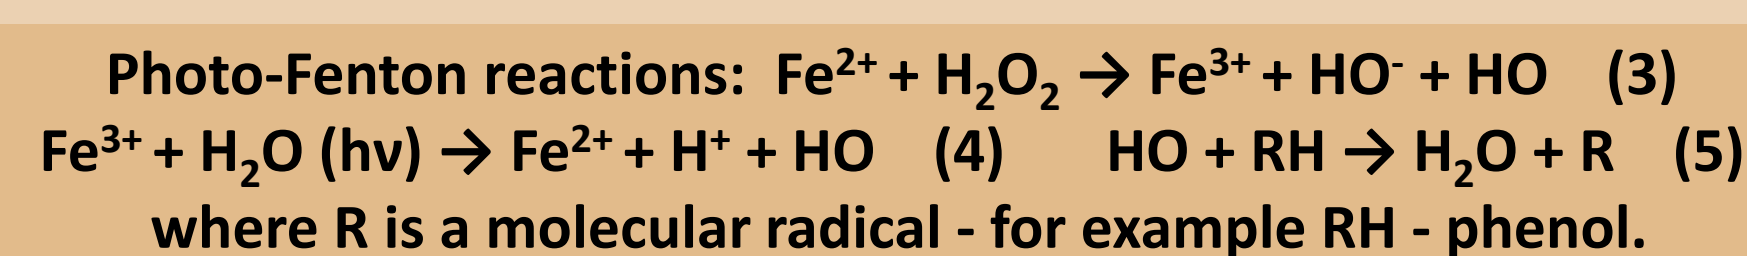 Photo-Fenton reactions: Fe²⁺ + H₂O₂ → Fe³⁺ + HO⁻ + HO (3)
Fe³⁺ + H₂O (hν) → Fe²⁺ + H⁺ + HO (4) HO + RH → H₂O + R (5)
where R is a molecular radical - for example RH - phenol.